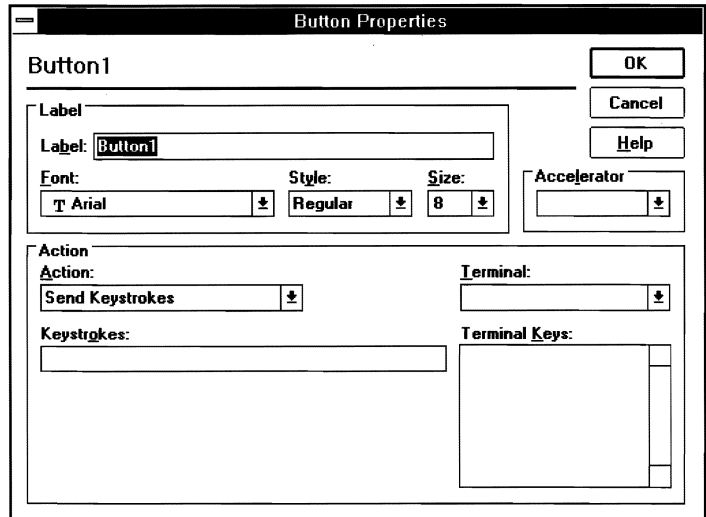 Button Properties
Button1
OK
Cancel
Help
Label
Label: Button1
Font: Style: Size:
T Arial Regular 8
Accelerator
Action
Action: Terminal:
Send Keystrokes
Keystrokes: Terminal Keys: